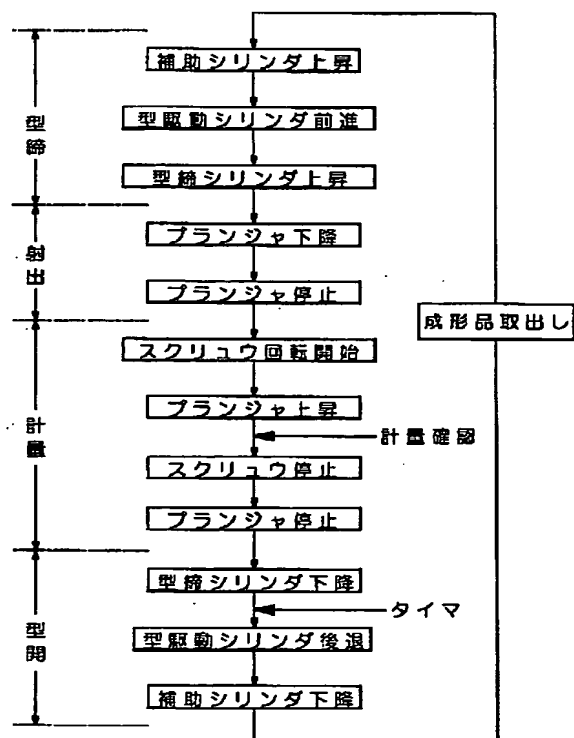 補助シリンダ上昇
型駆動シリンダ前進
型締シリンダ上昇
型締
プランジャ下降
プランジャ停止
射出
スクリュウ回転開始
プランジャ上昇
計量確認
スクリュウ停止
プランジャ停止
計量
型締シリンダ下降
タイマ
型駆動シリンダ後退
補助シリンダ下降
型開
成形品取出し